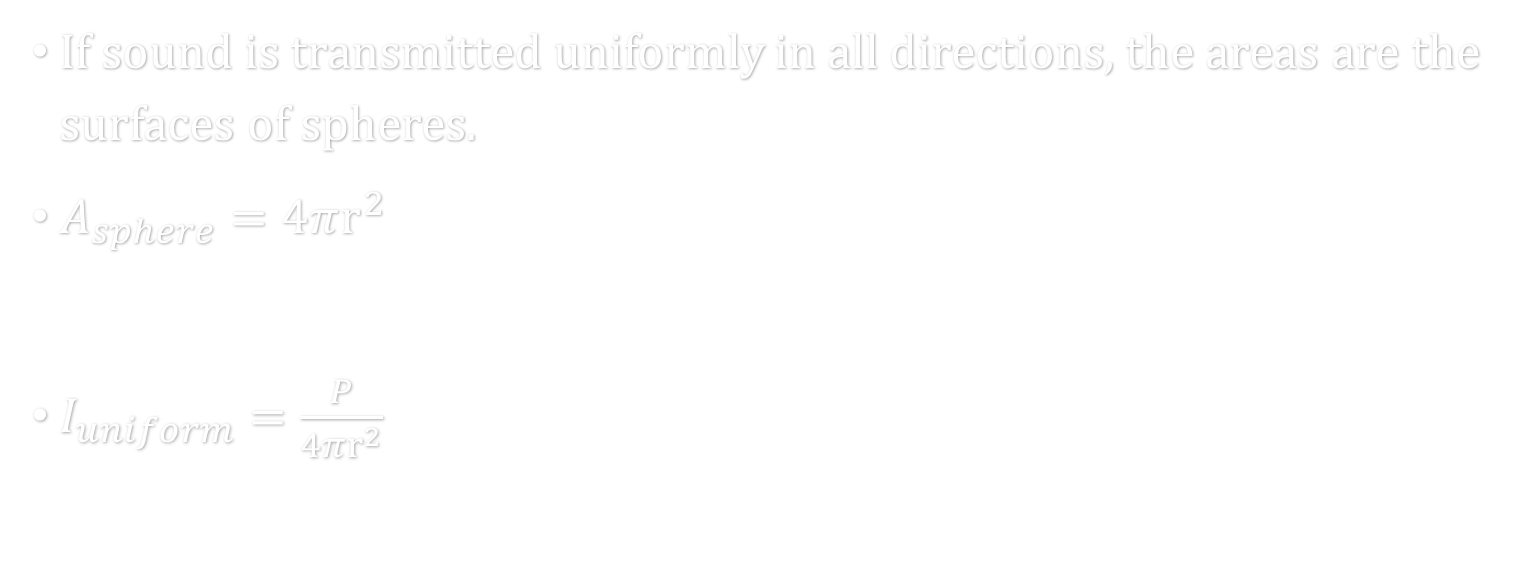 • If sound is transmitted uniformly in all directions, the areas are the
surfaces of spheres.
• A_sphere = 4πr²
• I_uniform = P / 4πr²